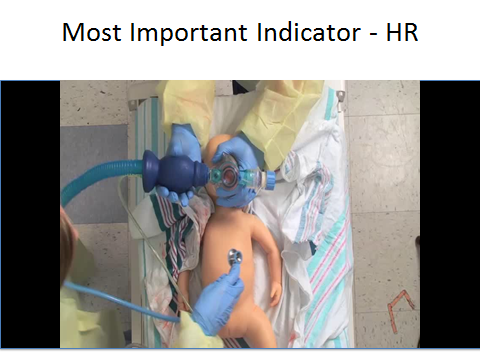 Most Important Indicator - HR